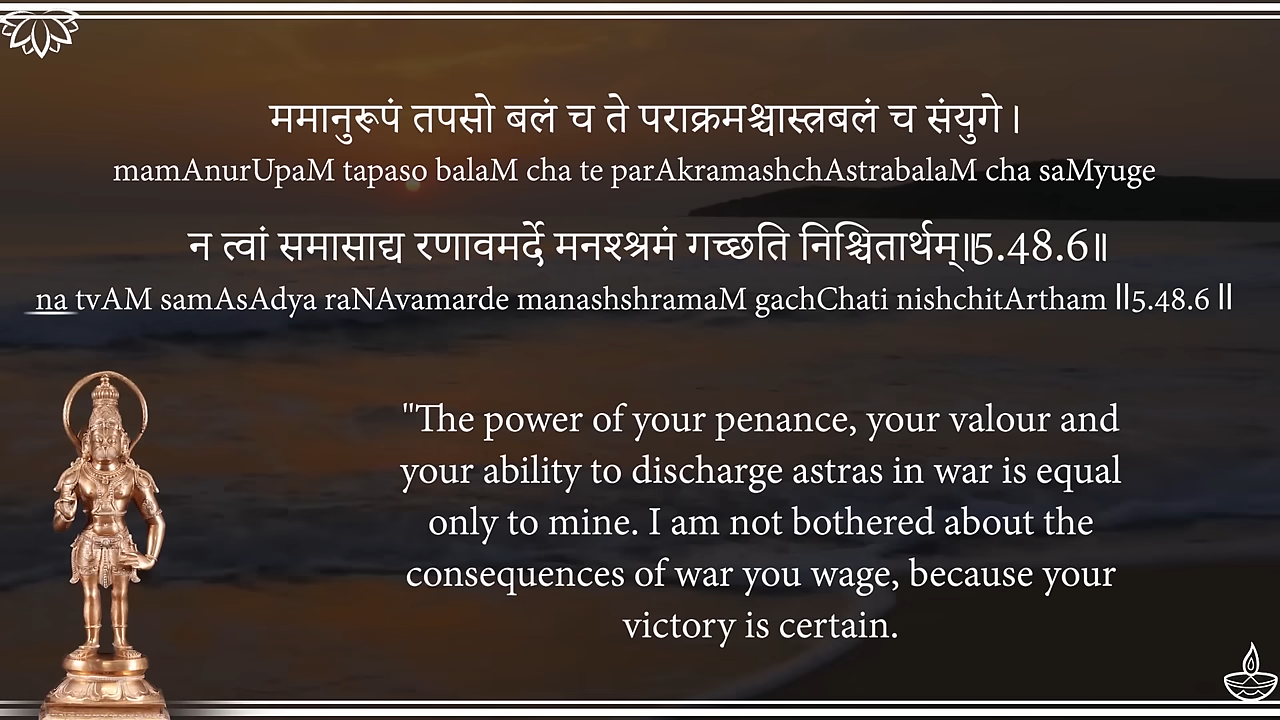 ममानुरूपं तपसो बलं च ते पराक्रमश्चास्त्रबलं च संयुगे।
mamAnurUpaM tapaso balaM cha te parAkramashchAstrabalaM cha saMyuge
न त्वां समासाद्य रणावमर्दे मनश्श्रमं गच्छति निश्चितार्थम्॥5.48.6॥
na tvAM samAsAdya raNAvamarde manashshramaM gachChati nishchitArtham ॥5.48.6 ॥
"The power of your penance, your valour and
your ability to discharge astras in war is equal
only to mine. I am not bothered about the
consequences of war you wage, because your
victory is certain.